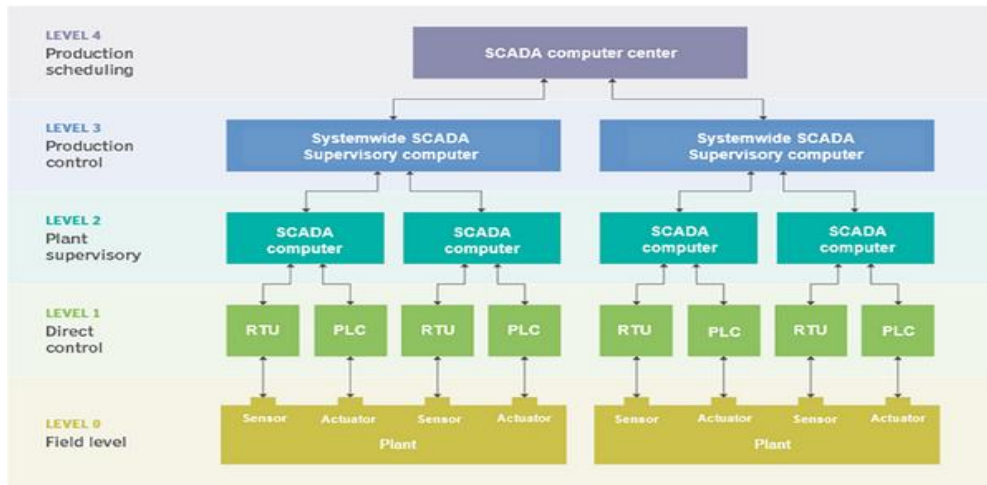 LEVEL 4
Production
scheduling
SCADA computer center
LEVEL 3
Production
control
Systemwide SCADA
Supervisory computer
Systemwide SCADA
Supervisory computer
LEVEL 2
Plant
supervisory
SCADA
computer
SCADA
computer
SCADA
computer
SCADA
computer
LEVEL 1
Direct
control
RTU
PLC
RTU
PLC
RTU
PLC
RTU
PLC
LEVEL 0
Field level
Sensor
Actuator
Sensor
Actuator
Plant
Sensor
Actuator
Sensor
Actuator
Plant